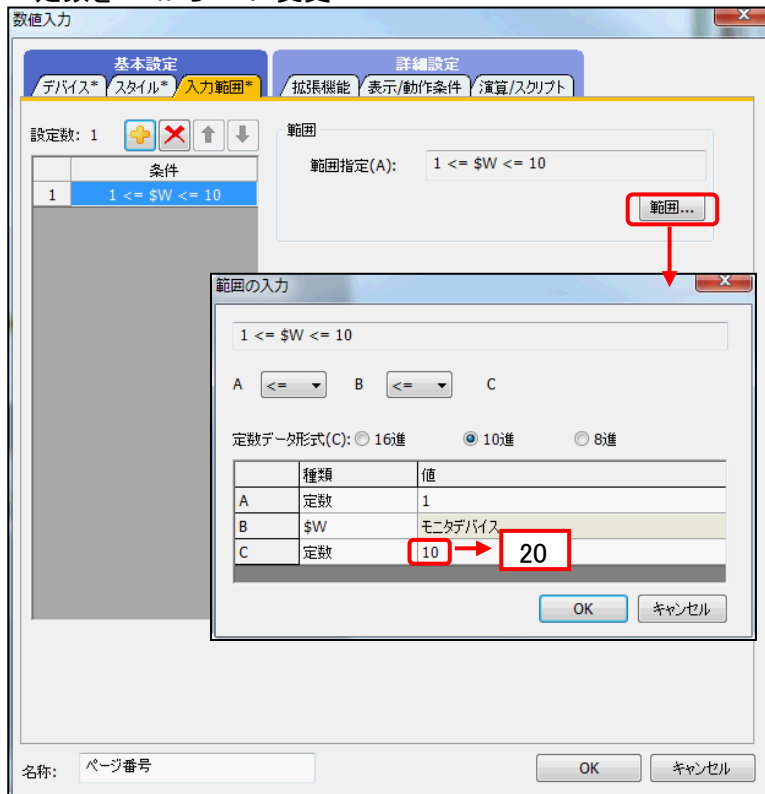 数値入力
基本設定
詳細設定
デバイス* スタイル* 入力範囲* 拡張機能 表示/動作条件 演算/スクリプト
設定数: 1
範囲
条件
範囲指定(A): 1 <= $W <= 10
1 1 <= $W <= 10
範囲...
範囲の入力
1 <= $W <= 10
A <= B <= C
定数データ形式(C): 16進 10進 8進
種類 値
A 定数 1
B $W モニタデバイス
C 定数 10 20
OK キャンセル
名称: ページ番号 OK キャンセル